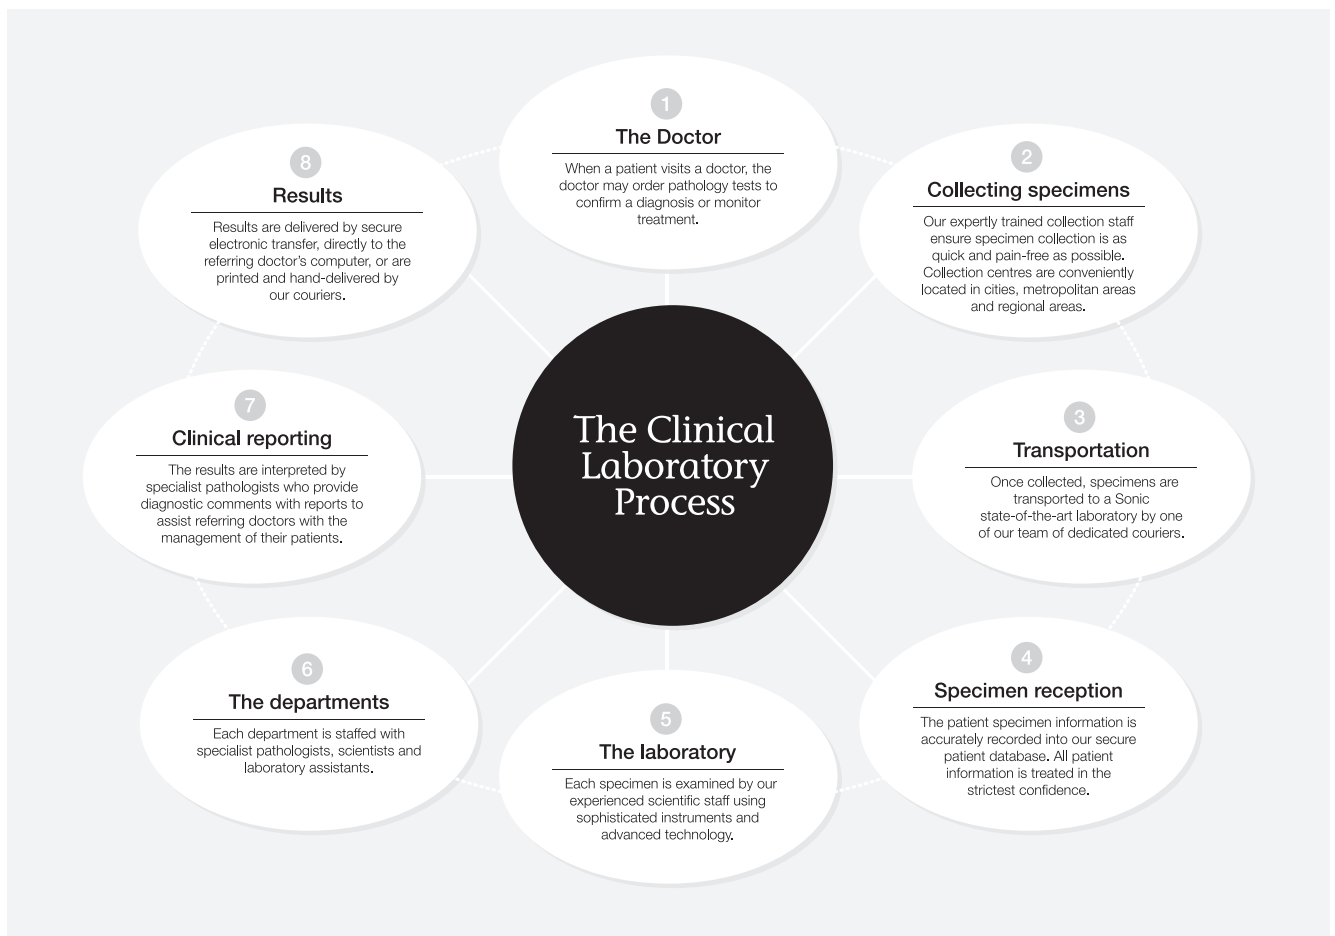 1
The Doctor
When a patient visits a doctor, the
doctor may order pathology tests to
confirm a diagnosis or monitor
treatment.
2
Collecting specimens
Our expertly trained collection staff
ensure specimen collection is as
quick and pain-free as possible.
Collection centres are conveniently
located in cities, metropolitan areas
and regional areas.
3
Transportation
Once collected, specimens are
transported to a Sonic
state-of-the-art laboratory by one
of our team of dedicated couriers.
4
Specimen reception
The patient specimen information is
accurately recorded into our secure
patient database. All patient
information is treated in the
strictest confidence.
5
The laboratory
Each specimen is examined by our
experienced scientific staff using
sophisticated instruments and
advanced technology.
6
The departments
Each department is staffed with
specialist pathologists, scientists and
laboratory assistants.
7
Clinical reporting
The results are interpreted by
specialist pathologists who provide
diagnostic comments with reports to
assist referring doctors with the
management of their patients.
8
Results
Results are delivered by secure
electronic transfer, directly to the
referring doctor's computer, or are
printed and hand-delivered by
our couriers.
The Clinical
Laboratory
Process